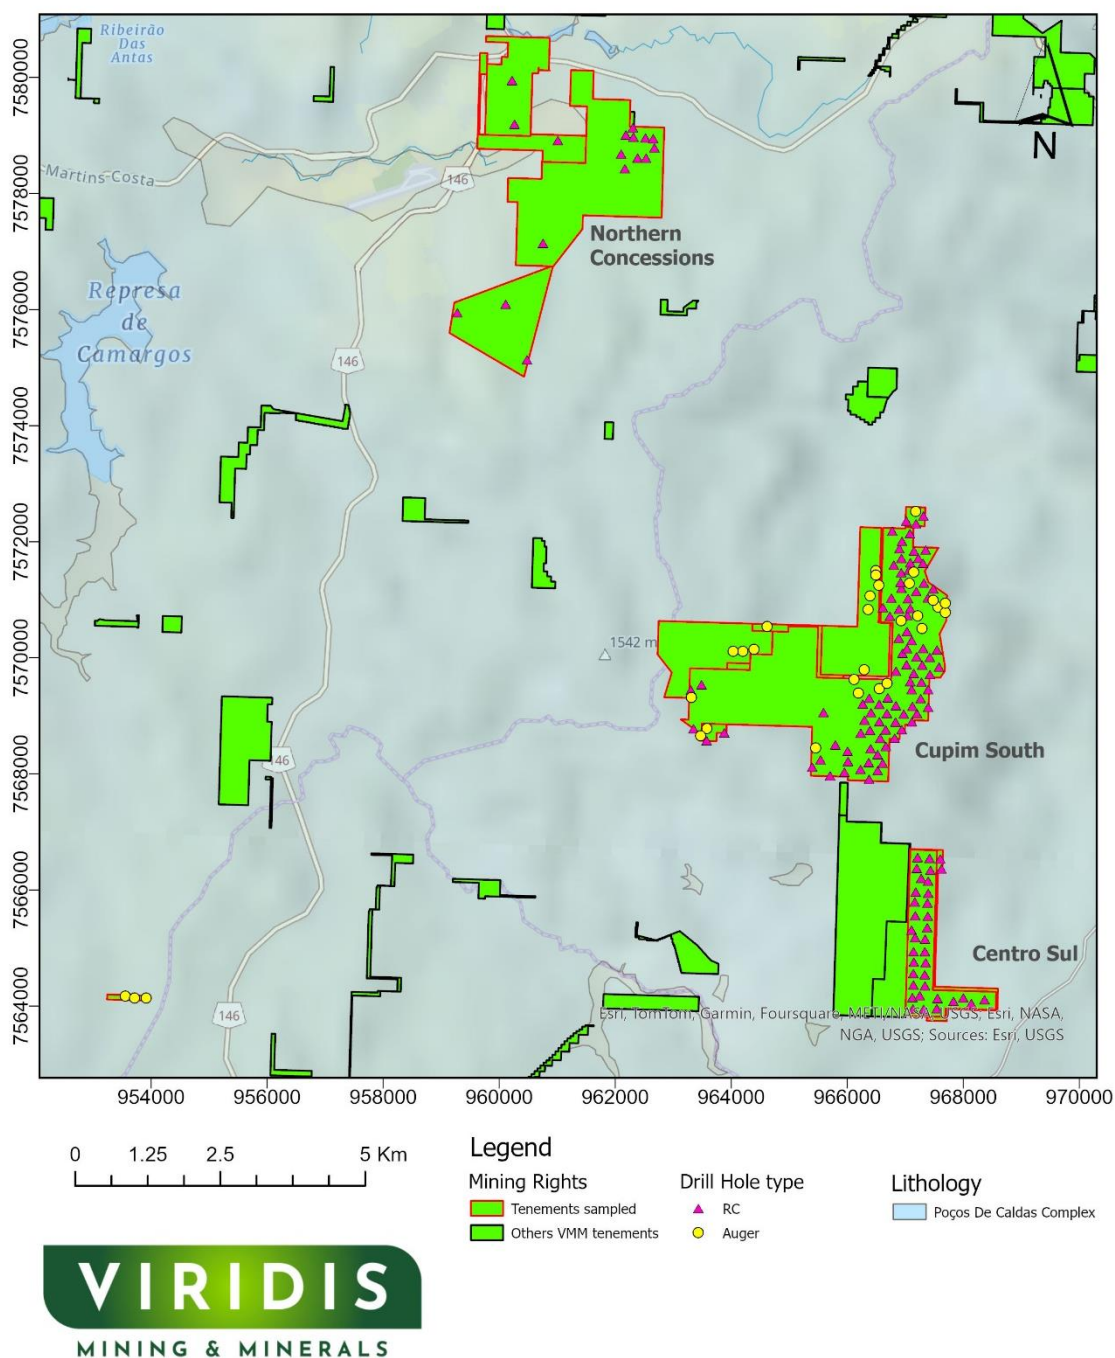 Ribeirão
Das
Antas
N
Martins Costa
146
Northern
Concessions
Represa
de
Camargos
146
1542 m
Cupim South
146
Centro Sul
146
Esri, TomTom, Garmin, Foursquare, METI/NASA, USGS, Esri, NASA,
NGA, USGS; Sources: Esri, USGS
7580000
7578000
7576000
7574000
7572000
7570000
7568000
7566000
7564000
954000 956000 958000 960000 962000 964000 966000 968000 970000
0 1.25 2.5 5 Km
Legend
Mining Rights
Tenements sampled
Others VMM tenements
Drill Hole type
RC
Auger
Lithology
Poços De Caldas Complex
VIRIDIS
MINING & MINERALS